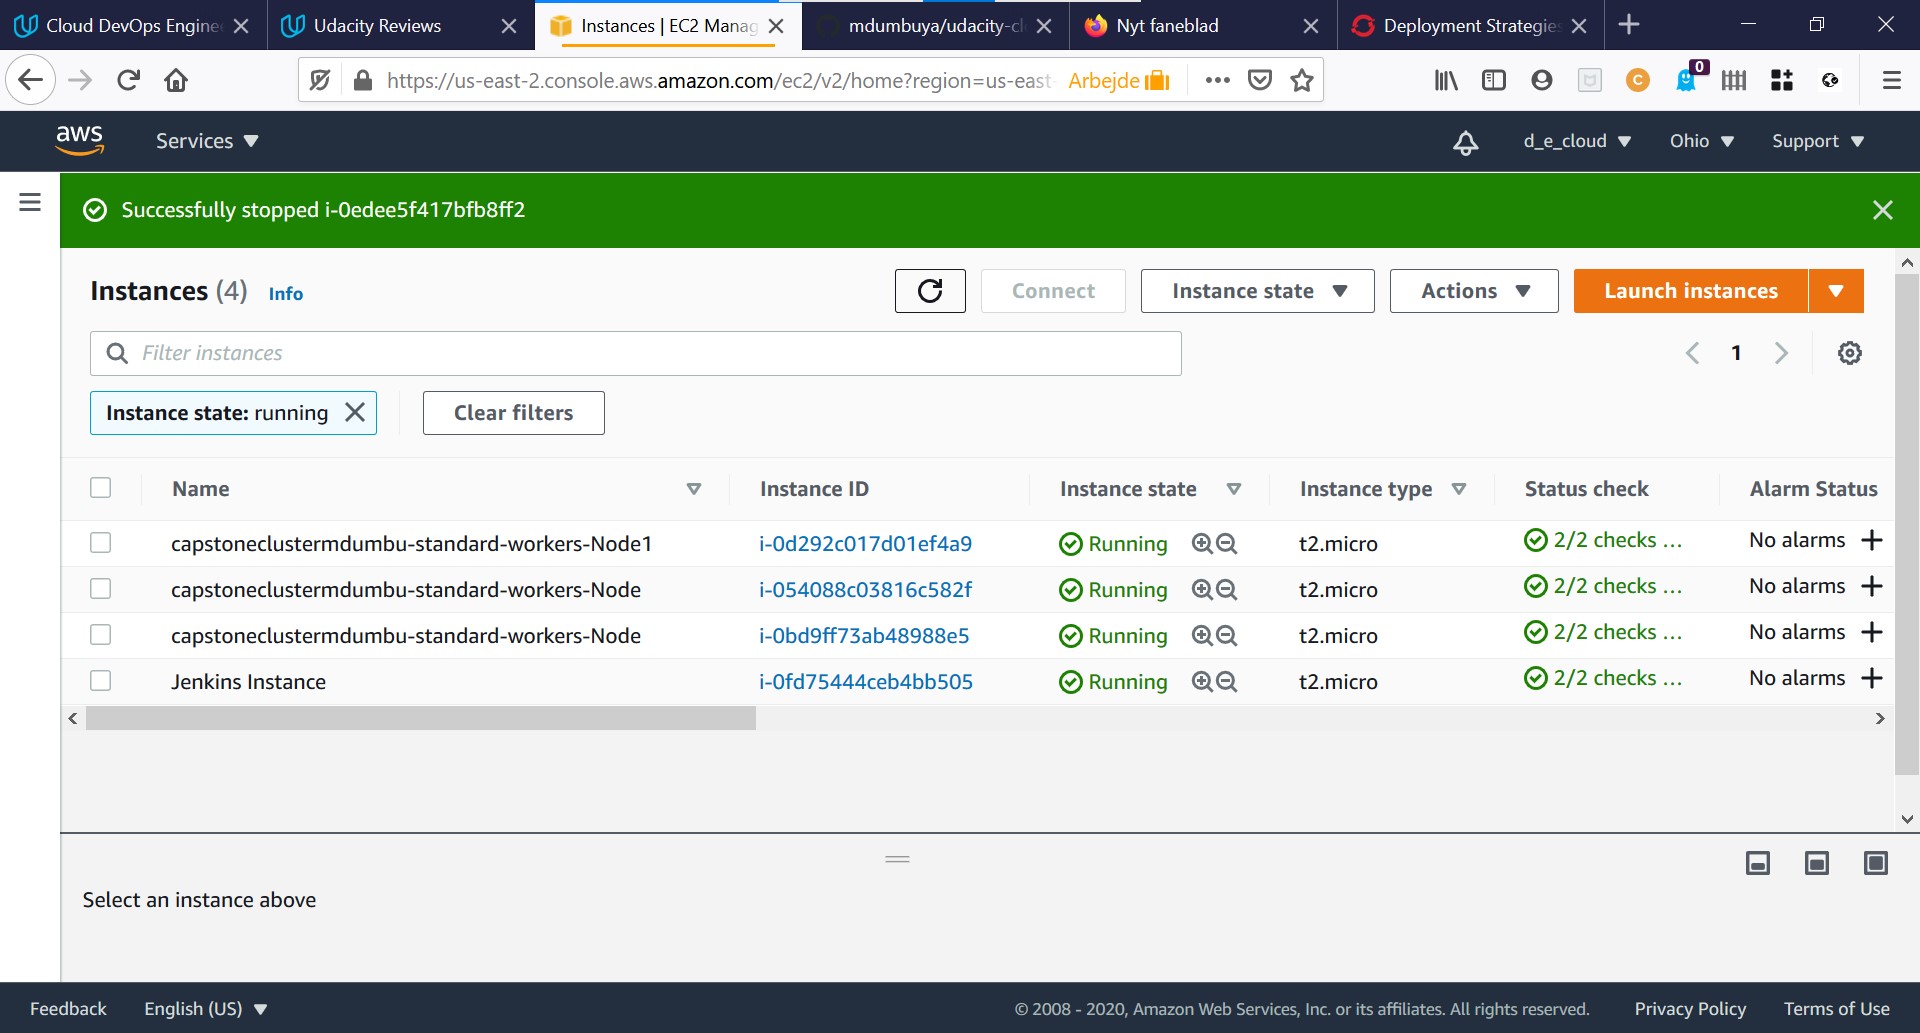 Cloud DevOps Engine
Udacity Reviews
Instances | EC2 Manag
mdumbuya/udacity-cl
Nyt faneblad
Deployment Strategies
https://us-east-2.console.aws.amazon.com/ec2/v2/home?region=us-east- Arbejde
0
aws Services d_e_cloud Ohio Support
Successfully stopped i-0edee5f417bfb8ff2
Instances (4) Info Connect Instance state Actions Launch instances
Filter instances 1
Instance state: running Clear filters
Name Instance ID Instance state Instance type Status check Alarm Status
capstoneclustermdumbu-standard-workers-Node1 i-0d292c017d01ef4a9 Running t2.micro 2/2 checks ... No alarms
capstoneclustermdumbu-standard-workers-Node i-054088c03816c582f Running t2.micro 2/2 checks ... No alarms
capstoneclustermdumbu-standard-workers-Node i-0bd9ff73ab48988e5 Running t2.micro 2/2 checks ... No alarms
Jenkins Instance i-0fd75444ceb4bb505 Running t2.micro 2/2 checks ... No alarms
Select an instance above
Feedback English (US) © 2008 - 2020, Amazon Web Services, Inc. or its affiliates. All rights reserved. Privacy Policy Terms of Use